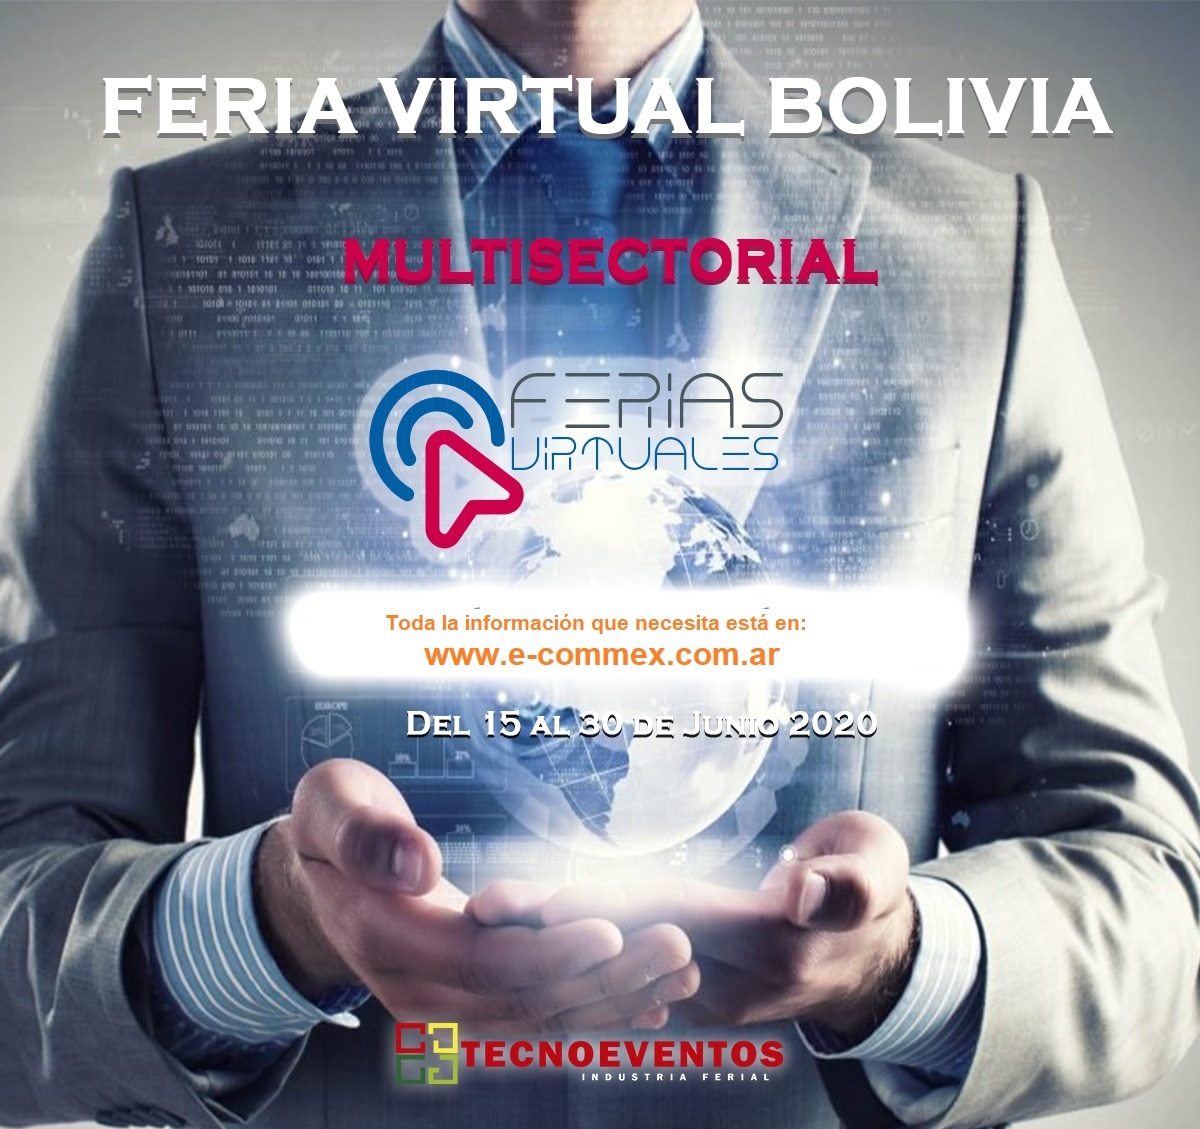 FERIA VIRTUAL BOLIVIA
MULTISECTORIAL
FERIAS
VIRTUALES
Toda la información que necesita está en:
www.e-commex.com.ar
DEL 15 AL 30 DE JUNIO 2020
EUROPE
TECNOEVENTOS
INDUSTRIA FERIAL